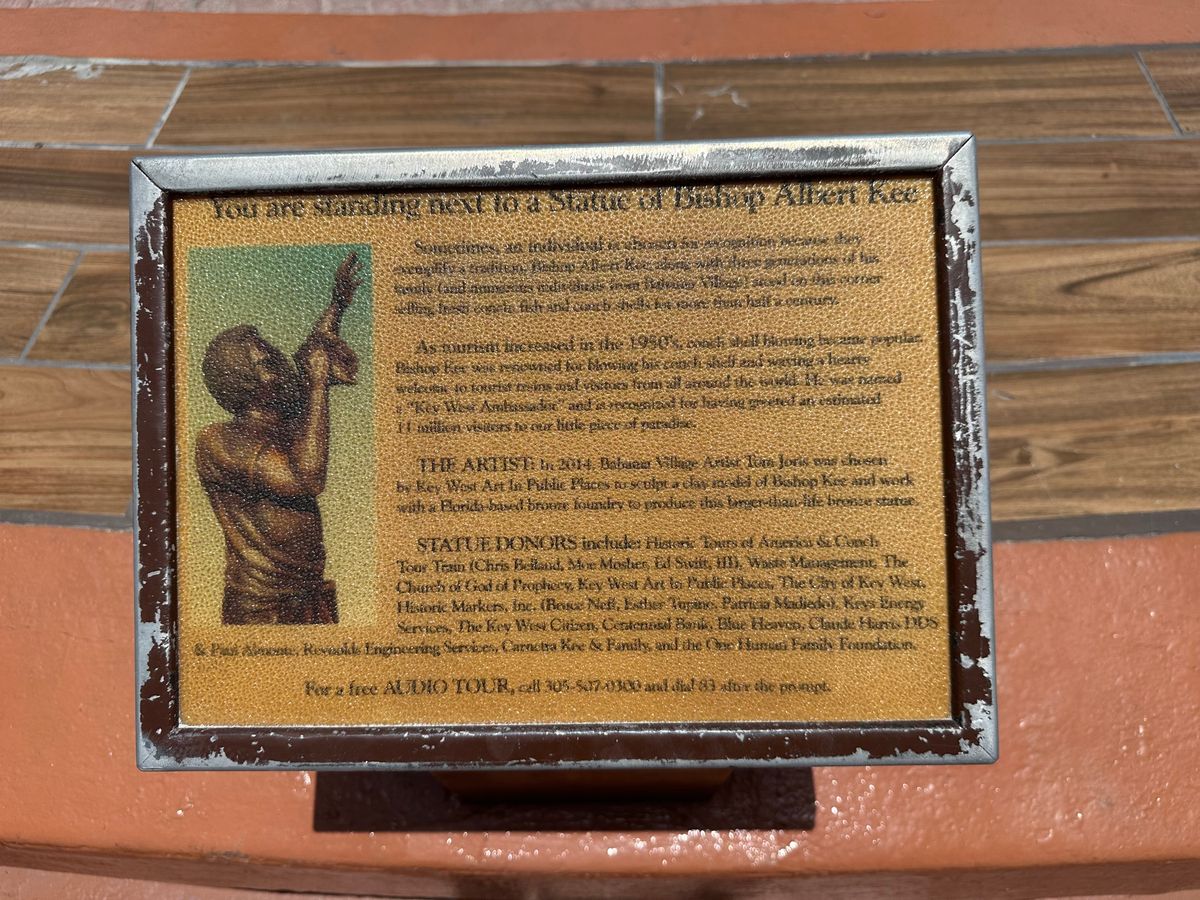 You are standing next to a Statue of Bishop Albert Kee
Sometimes, an individual is chosen for recognition because they
exemplify a tradition. Bishop Albert Kee, along with three generations of his
family (and numerous individuals from Bahama Village) stood on this corner
selling fresh conch, fish and conch shells for more than half a century.
As tourism increased in the 1950's, conch shell blowing became popular.
Bishop Kee was renowned for blowing his conch shell and waving a hearty
welcome to tourist trains and visitors from all around the world. He was named
a "Key West Ambassador" and is recognized for having greeted an estimated
11 million visitors to our little piece of paradise.
THE ARTIST: In 2014, Bahama Village Artist Tom Joris was chosen
by Key West Art In Public Places to sculpt a clay model of Bishop Kee and work
with a Florida-based bronze foundry to produce this larger-than-life bronze statue.
STATUE DONORS include: Historic Tours of America & Conch
Tour Train (Chris Belland, Moe Mosher, Ed Swift, III), Waste Management, The
Church of God of Prophecy, Key West Art In Public Places, The City of Key West,
Historic Markers, Inc. (Bruce Neff, Esther Tupino, Patricia Madiedo), Keys Energy
Services, The Key West Citizen, Centennial Bank, Blue Heaven, Claude Harris DDS
& Paul Almonte, Reynolds Engineering Services, Carnetra Kee & Family, and the One Human Family Foundation.
For a free AUDIO TOUR, call 305-507-0300 and dial 83 after the prompt.